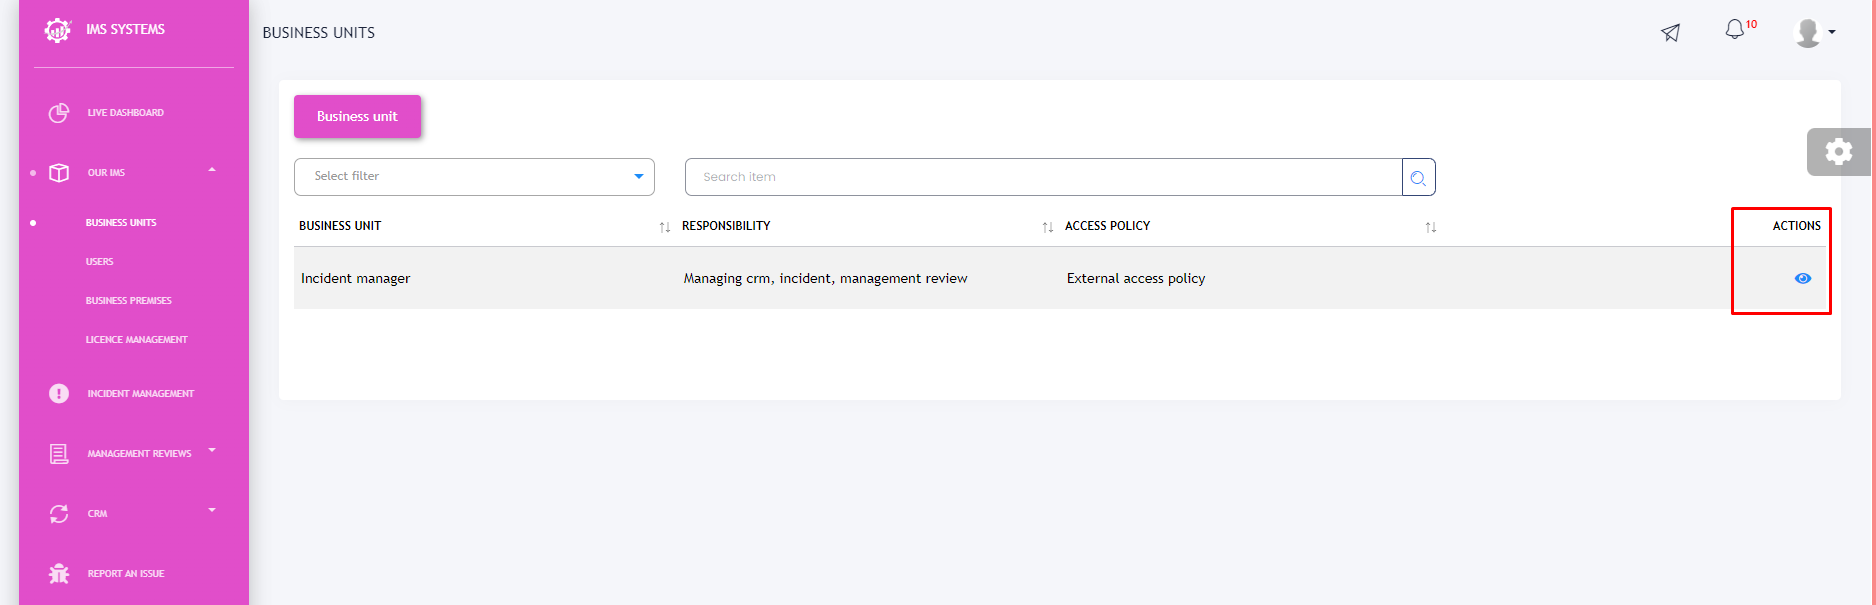 IMS SYSTEMS
BUSINESS UNITS
10
LIVE DASHBOARD
OUR IMS
BUSINESS UNITS
USERS
BUSINESS PREMISES
LICENCE MANAGEMENT
INCIDENT MANAGEMENT
MANAGEMENT REVIEWS
CRM
REPORT AN ISSUE
Business unit
Select filter
Search item
BUSINESS UNIT RESPONSIBILITY ACCESS POLICY ACTIONS
Incident manager Managing crm, incident, management review External access policy